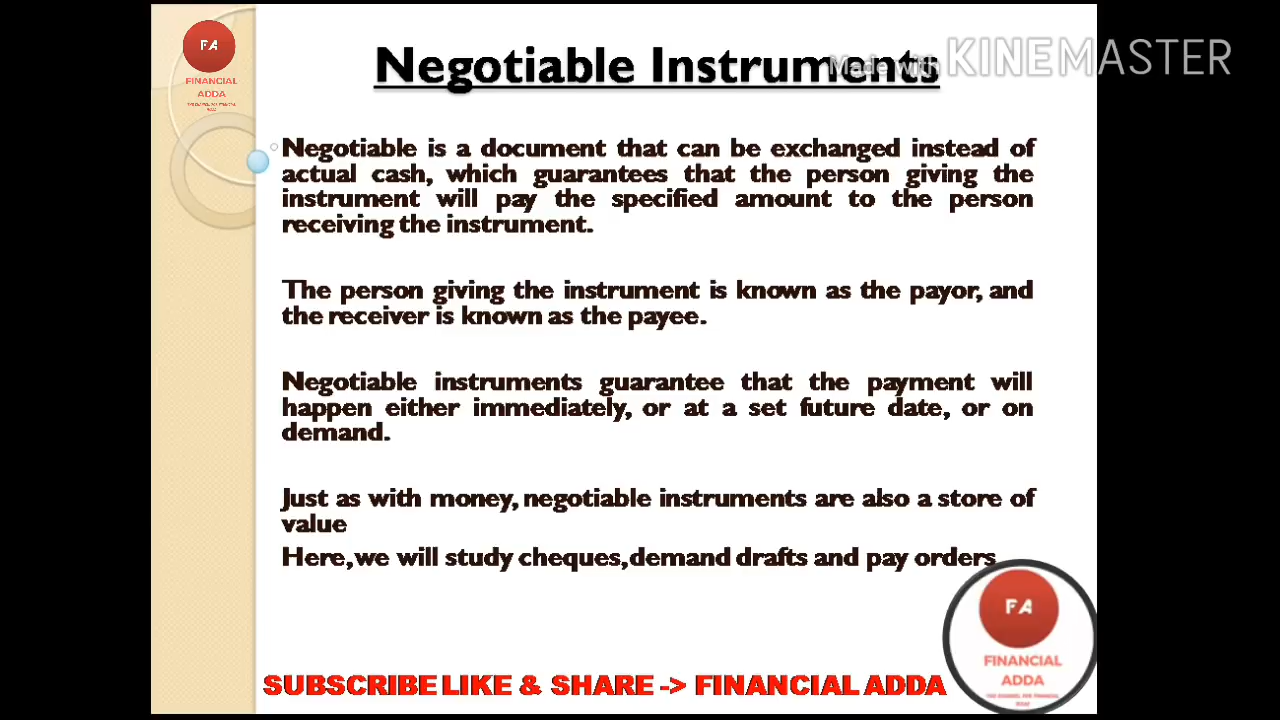 FA
FINANCIAL
ADDA
Negotiable Instruments
Made with KINEMASTER
Negotiable is a document that can be exchanged instead of
actual cash, which guarantees that the person giving the
instrument will pay the specified amount to the person
receiving the instrument.
The person giving the instrument is known as the payor, and
the receiver is known as the payee.
Negotiable instruments guarantee that the payment will
happen either immediately, or at a set future date, or on
demand.
Just as with money, negotiable instruments are also a store of
value
Here, we will study cheques, demand drafts and pay orders
FA
FINANCIAL
ADDA
SUBSCRIBE LIKE & SHARE -> FINANCIAL ADDA